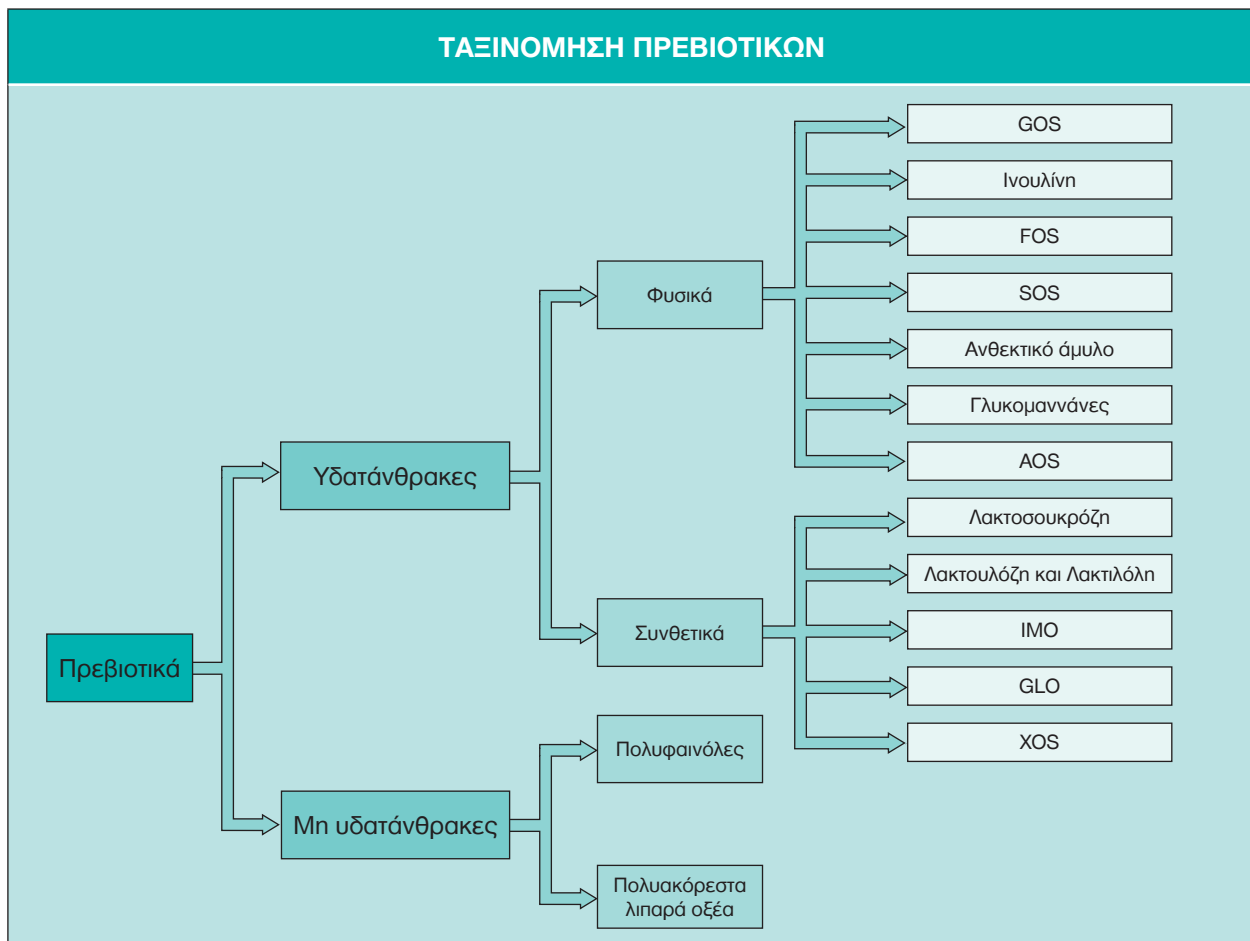 ΤΑΞΙΝΟΜΗΣΗ ΠΡΕΒΙΟΤΙΚΩΝ
GOS
Ινουλίνη
FOS
Φυσικά
SOS
Ανθεκτικό άμυλο
Γλυκομαννάνες
Υδατάνθρακες
AOS
Λακτοσουκρόζη
Λακτουλόζη και Λακτιλόλη
Συνθετικά
IMO
Πρεβιοτικά
GLO
XOS
Πολυφαινόλες
Μη υδατάνθρακες
Πολυακόρεστα
λιπαρά οξέα